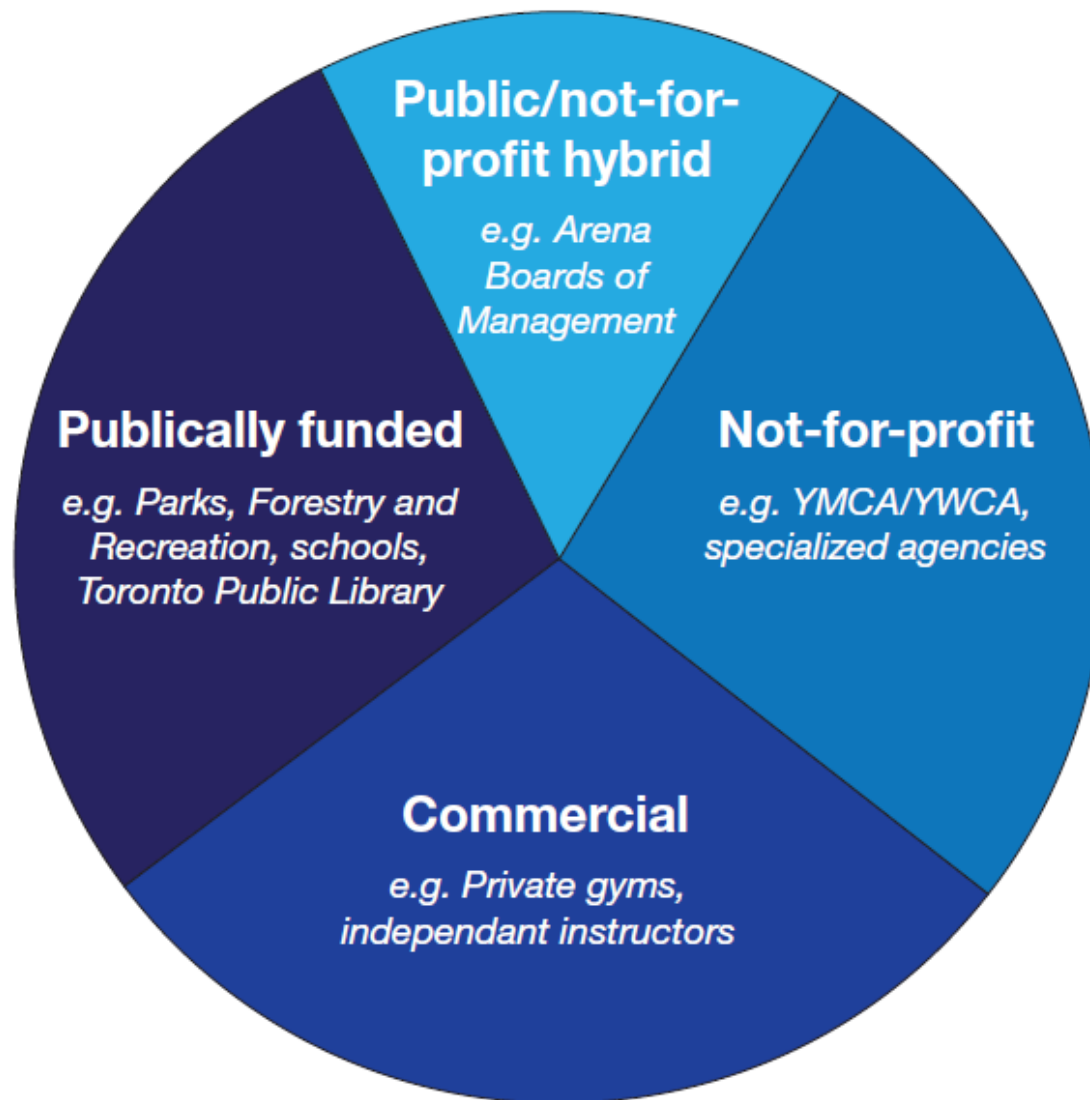 Public/not-for-
profit hybrid
e.g. Arena
Boards of
Management
Publically funded
e.g. Parks, Forestry and
Recreation, schools,
Toronto Public Library
Not-for-profit
e.g. YMCA/YWCA,
specialized agencies
Commercial
e.g. Private gyms,
independant instructors